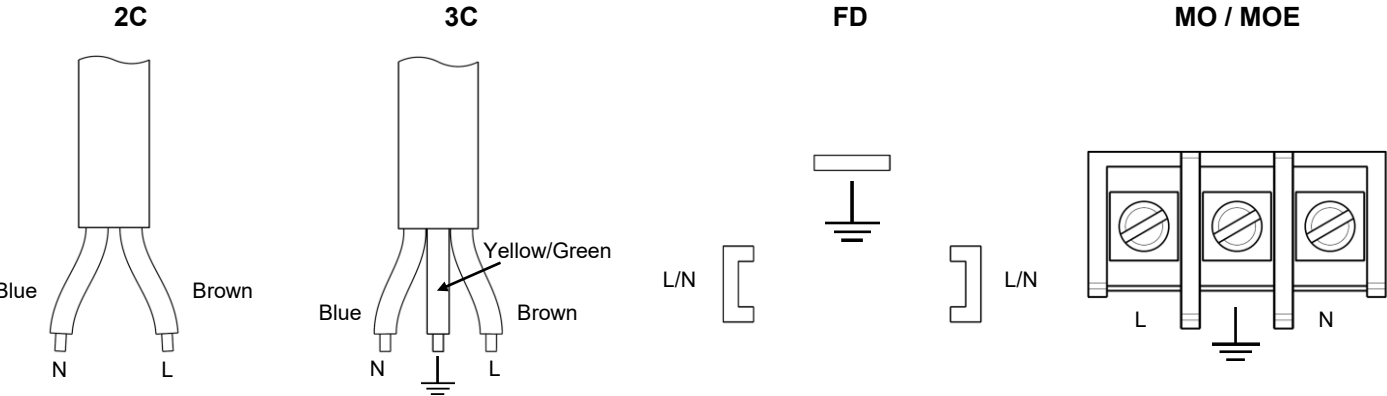 2C
3C
FD
MO / MOE
Blue
Brown
N
L
Yellow/Green
Blue
Brown
N
L
L/N
L/N
L
N